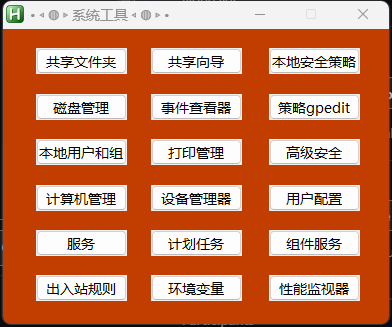 系统工具
共享文件夹 共享向导 本地安全策略
磁盘管理 事件查看器 策略gpedit
本地用户和组 打印管理 高级安全
计算机管理 设备管理器 用户配置
服务 计划任务 组件服务
出入站规则 环境变量 性能监视器